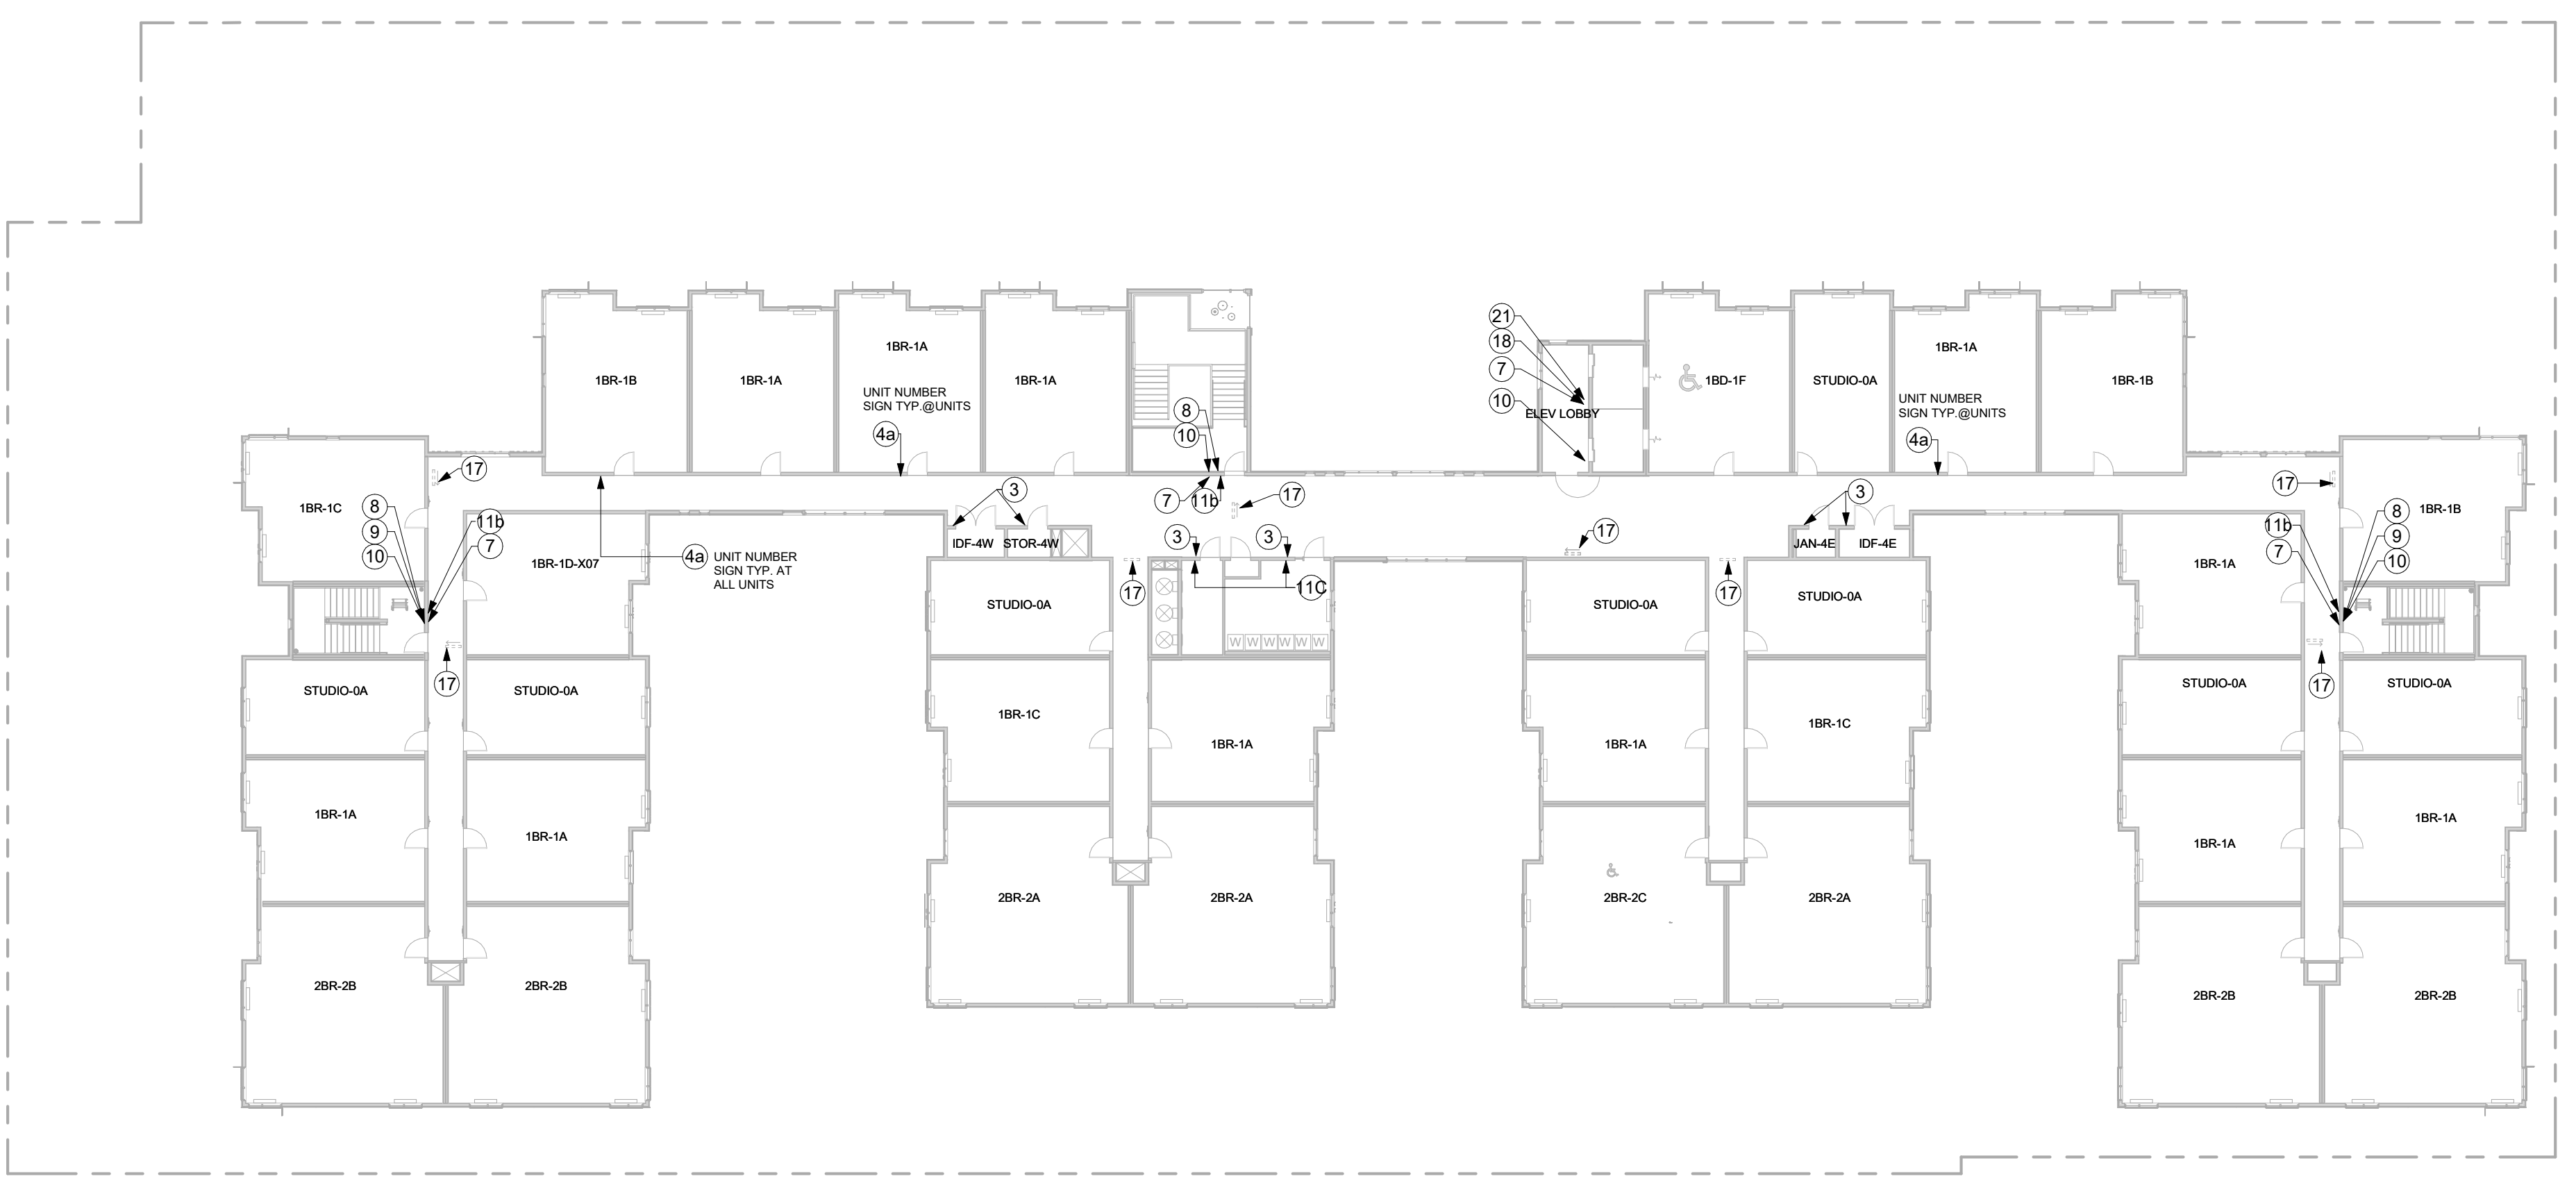 21
18
7
10
1BR-1A
1BR-1A
1BR-1B
1BR-1A
1BR-1A
1BD-1F
STUDIO-0A
1BR-1B
UNIT NUMBER
SIGN TYP.@UNITS
UNIT NUMBER
SIGN TYP.@UNITS
8
10
ELEV LOBBY
4a
4a
17
17
7
11b
17
3
3
1BR-1C
8
9
10
11b
7
1BR-1D-X07
4a
UNIT NUMBER
SIGN TYP. AT
ALL UNITS
IDF-4W
STOR-4W
3
3
17
JAN-4E
IDF-4E
11b
7
8
9
10
1BR-1B
1BR-1A
17
11C
17
STUDIO-0A
STUDIO-0A
STUDIO-0A
W
W
W
W
W
W
17
17
STUDIO-0A
STUDIO-0A
1BR-1C
1BR-1A
1BR-1A
1BR-1C
STUDIO-0A
STUDIO-0A
1BR-1A
1BR-1A
1BR-1A
1BR-1A
2BR-2A
2BR-2A
2BR-2C
2BR-2A
2BR-2B
2BR-2B
2BR-2B
2BR-2B